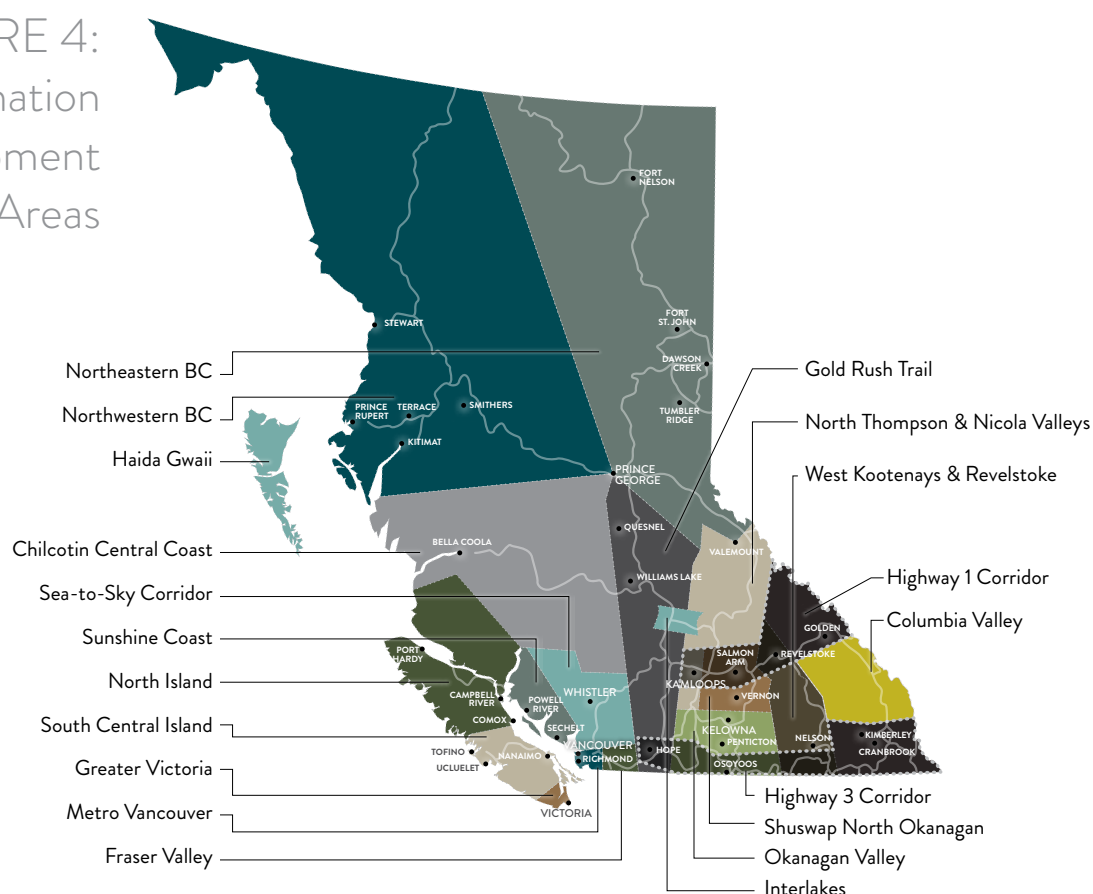 RE 4:
nation
pment
Areas
FORT
NELSON
FORT
ST. JOHN
DAWSON
CREEK
TUMBLER
RIDGE
STEWART
PRINCE
RUPERT
TERRACE
SMITHERS
KITIMAT
PRINCE
GEORGE
QUESNEL
BELLA COOLA
WILLIAMS LAKE
VALEMOUNT
GOLDEN
REVELSTOKE
SALMON
ARM
KAMLOOPS
VERNON
KELOWNA
PENTICTON
NELSON
KIMBERLEY
CRANBROOK
OSOYOOS
HOPE
PORT
HARDY
CAMPBELL
RIVER
COMOX
POWELL
RIVER
WHISTLER
SECHELT
VANCOUVER
RICHMOND
NANAIMO
TOFINO
UCLUELET
VICTORIA
Northeastern BC
Northwestern BC
Haida Gwaii
Chilcotin Central Coast
Sea-to-Sky Corridor
Sunshine Coast
North Island
South Central Island
Greater Victoria
Metro Vancouver
Fraser Valley
Gold Rush Trail
North Thompson & Nicola Valleys
West Kootenays & Revelstoke
Highway 1 Corridor
Columbia Valley
Highway 3 Corridor
Shuswap North Okanagan
Okanagan Valley
Interlakes